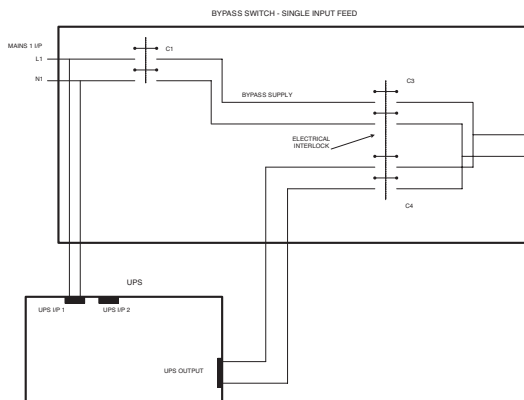 BYPASS SWITCH - SINGLE INPUT FEED
MAINS 1 I/P
L1
N1
C1
BYPASS SUPPLY
C3
ELECTRICAL
INTERLOCK
C4
UPS
UPS I/P 1
UPS I/P 2
UPS OUTPUT